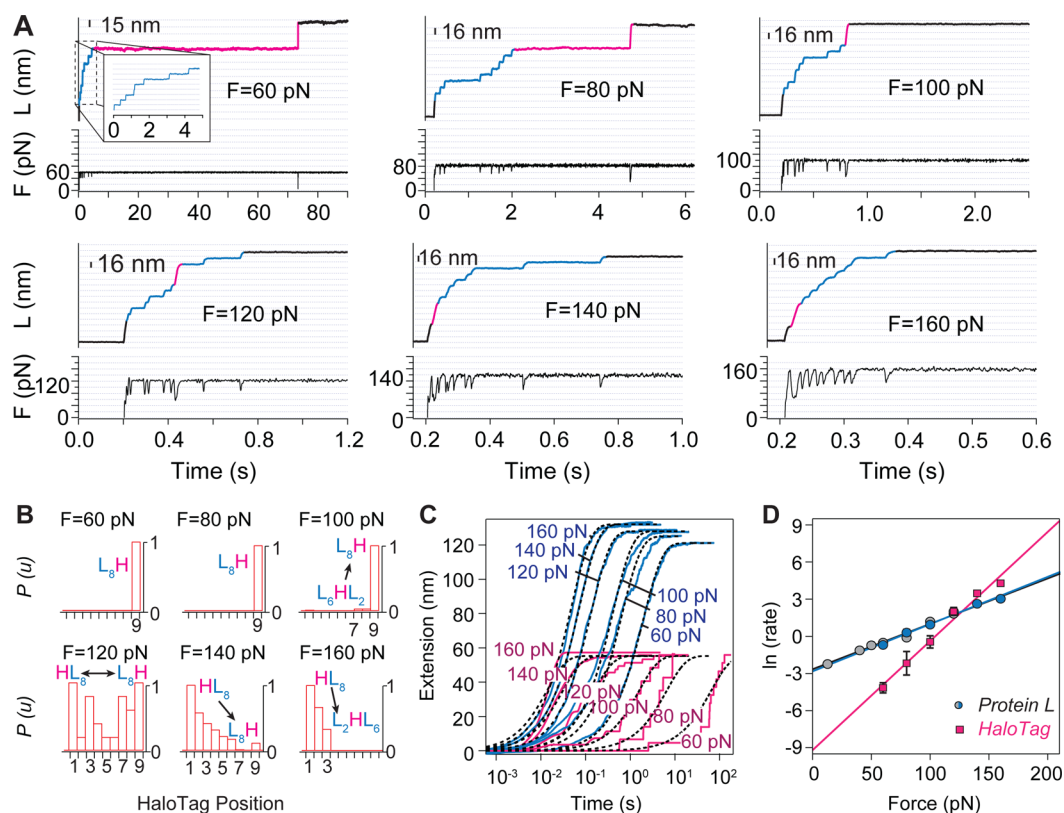 A
15 nm
L (nm)
F=60 pN
0 2 4
F (pN)
60
0
0 20 40 60 80
16 nm
F=80 pN
80
0
0 2 4 6
16 nm
F=100 pN
100
0
0.0 1.0 2.0
L (nm)
16 nm
F=120 pN
F (pN)
120
0
0.0 0.4 0.8 1.2
Time (s)
16 nm
F=140 pN
140
0
0.2 0.4 0.6 0.8 1.0
Time (s)
16 nm
F=160 pN
160
0
0.2 0.3 0.4 0.5 0.6
Time (s)
B
F=60 pN F=80 pN F=100 pN
P (u)
L8H
1
0
9
L8H
1
0
9
L8H
L6HL2
1
0
7 9
F=120 pN F=140 pN F=160 pN
P (u)
HL8 L8H
1
0
1 3 5 7 9
HL8
L8H
1
0
1 3 5 7 9
HL8
L2HL6
1
0
1 3
HaloTag Position
C
Extension (nm)
120
100
80
60
40
20
0
160 pN
140 pN
120 pN
100 pN
80 pN
60 pN
160 pN
140 pN
120 pN
100 pN
80 pN
60 pN
10-3 10-2 10-1 100 101 102
Time (s)
D
ln (rate)
9
6
3
0
-3
-6
-9
Protein L
HaloTag
0 50 100 150 200
Force (pN)